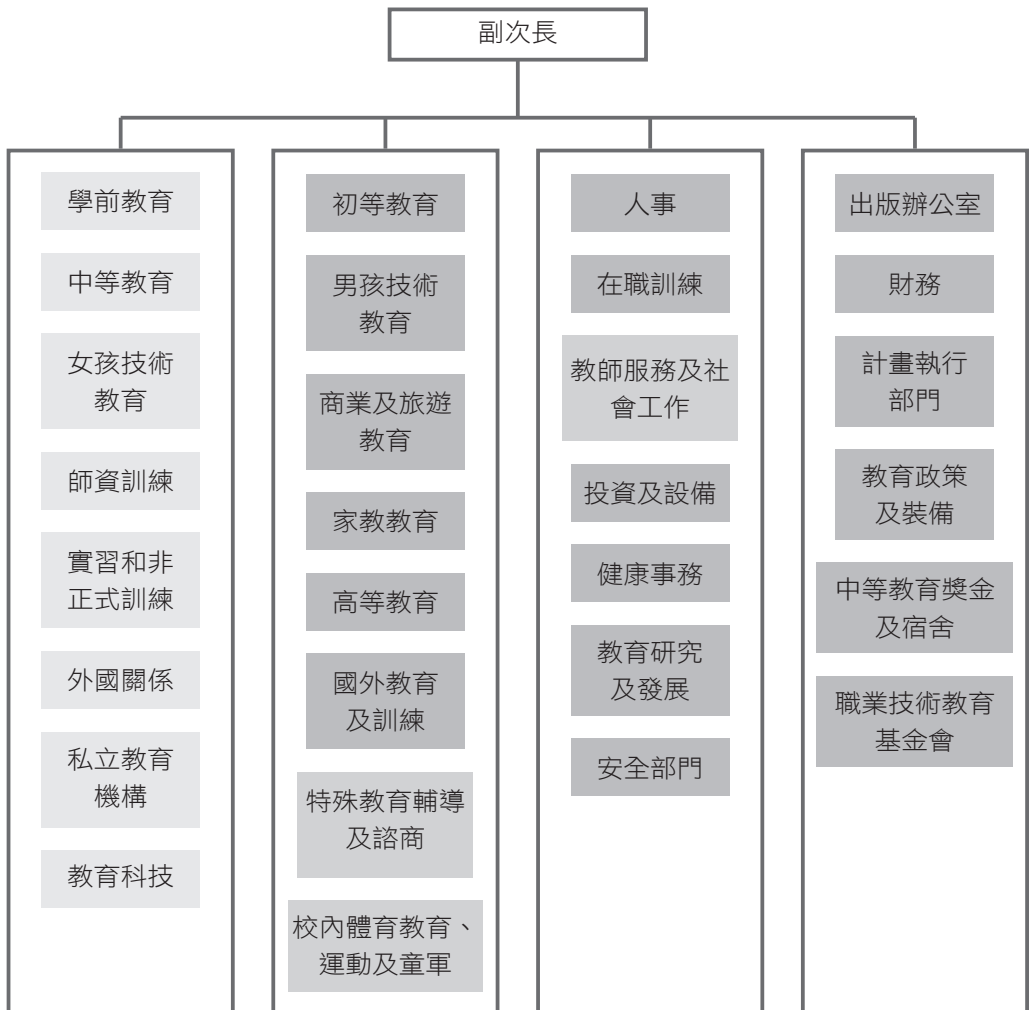 副次長
學前教育
中等教育
女孩技術
教育
師資訓練
實習和非
正式訓練
外國關係
私立教育
機構
教育科技
初等教育
男孩技術
教育
商業及旅遊
教育
家教教育
高等教育
國外教育
及訓練
特殊教育輔導
及諮商
校內體育教育、
運動及童軍
人事
在職訓練
教師服務及社
會工作
投資及設備
健康事務
教育研究
及發展
安全部門
出版辦公室
財務
計畫執行
部門
教育政策
及裝備
中等教育獎金
及宿舍
職業技術教育
基金會